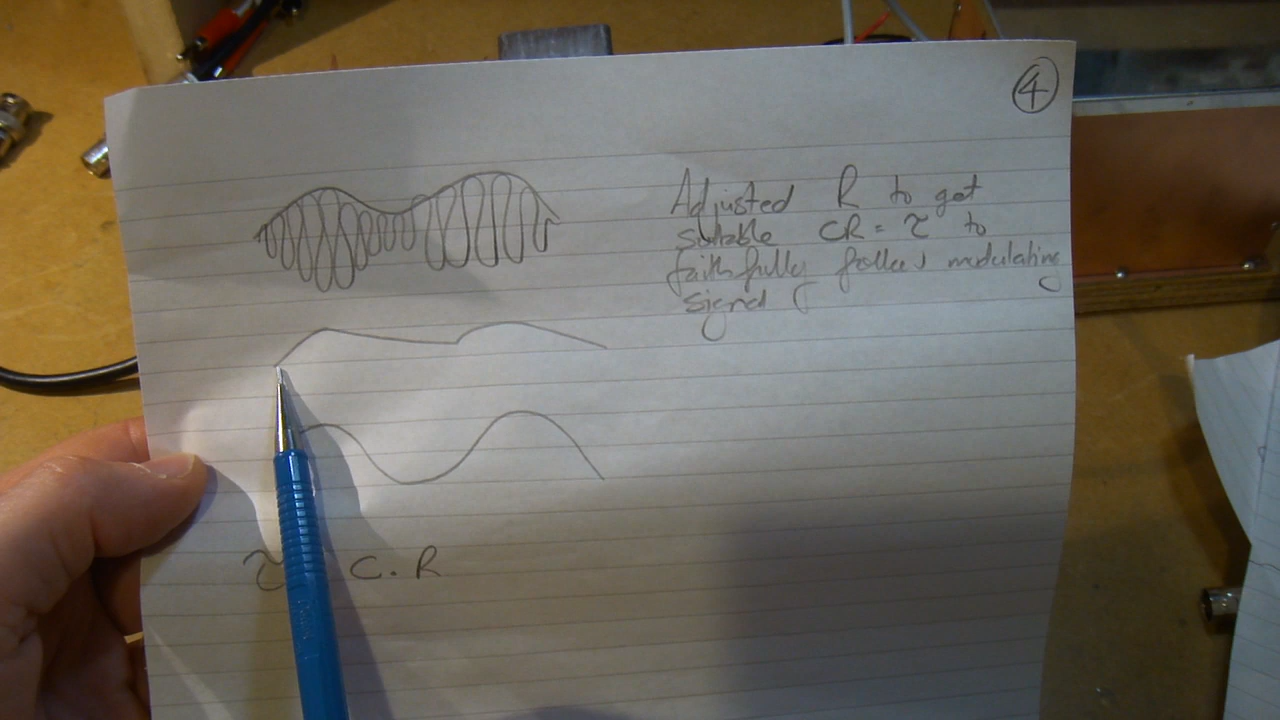 ④
Adjusted R to get
suitable CR = τ to
faithfully follow modulating
signal
τ C.R